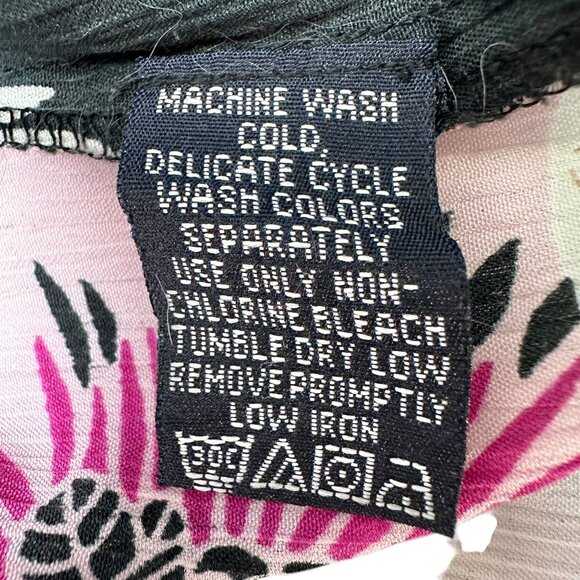 MACHINE WASH
COLD,
DELICATE CYCLE
WASH COLORS
SEPARATELY
USE ONLY NON-
CHLORINE BLEACH
TUMBLE DRY LOW
REMOVE PROMPTLY
LOW IRON
30C